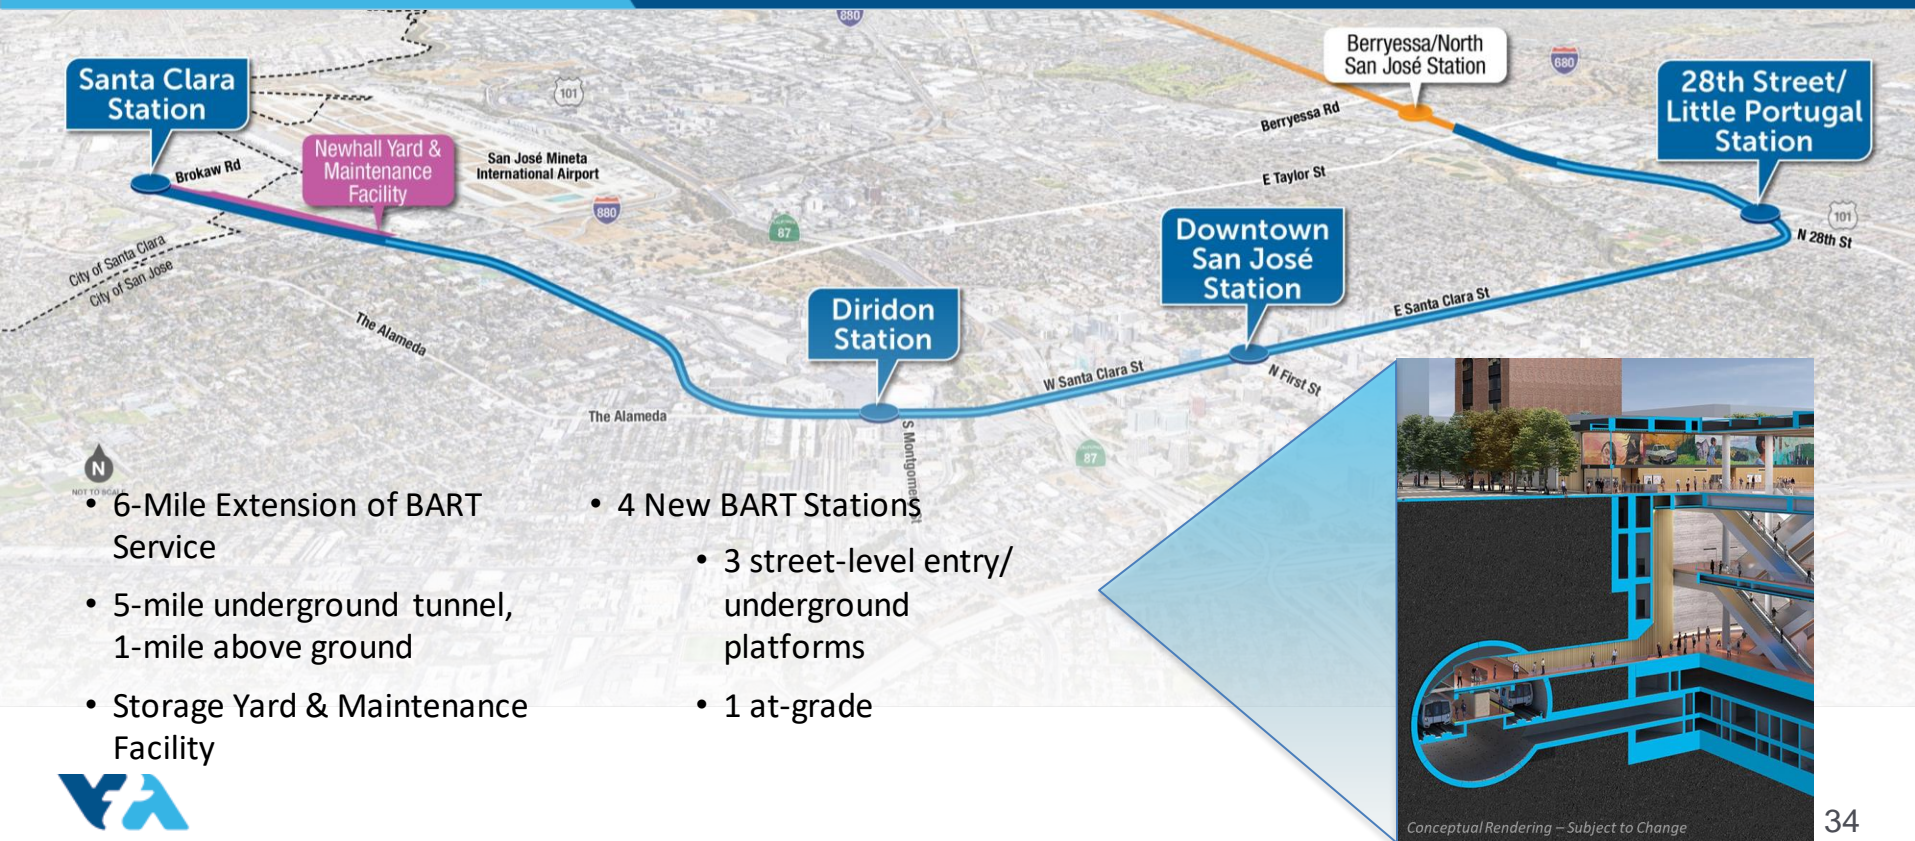 880
Santa Clara
Station
101
Berryessa/North
San José Station
680
28th Street/
Little Portugal
Station
Berryessa Rd
Newhall Yard &
Maintenance
Facility
San José Mineta
International Airport
Brokaw Rd
E Taylor St
880
87
101
N 28th St
City of Santa Clara
City of San Jose
Downtown
San José
Station
E Santa Clara St
The Alameda
Diridon
Station
W Santa Clara St
N First St
The Alameda
S Montgomery St
87
N
NOT TO SCALE
• 6-Mile Extension of BART
Service
• 5-mile underground tunnel,
1-mile above ground
• Storage Yard & Maintenance
Facility
• 4 New BART Stations
• 3 street-level entry/
underground
platforms
• 1 at-grade
VTA
Conceptual Rendering – Subject to Change
34